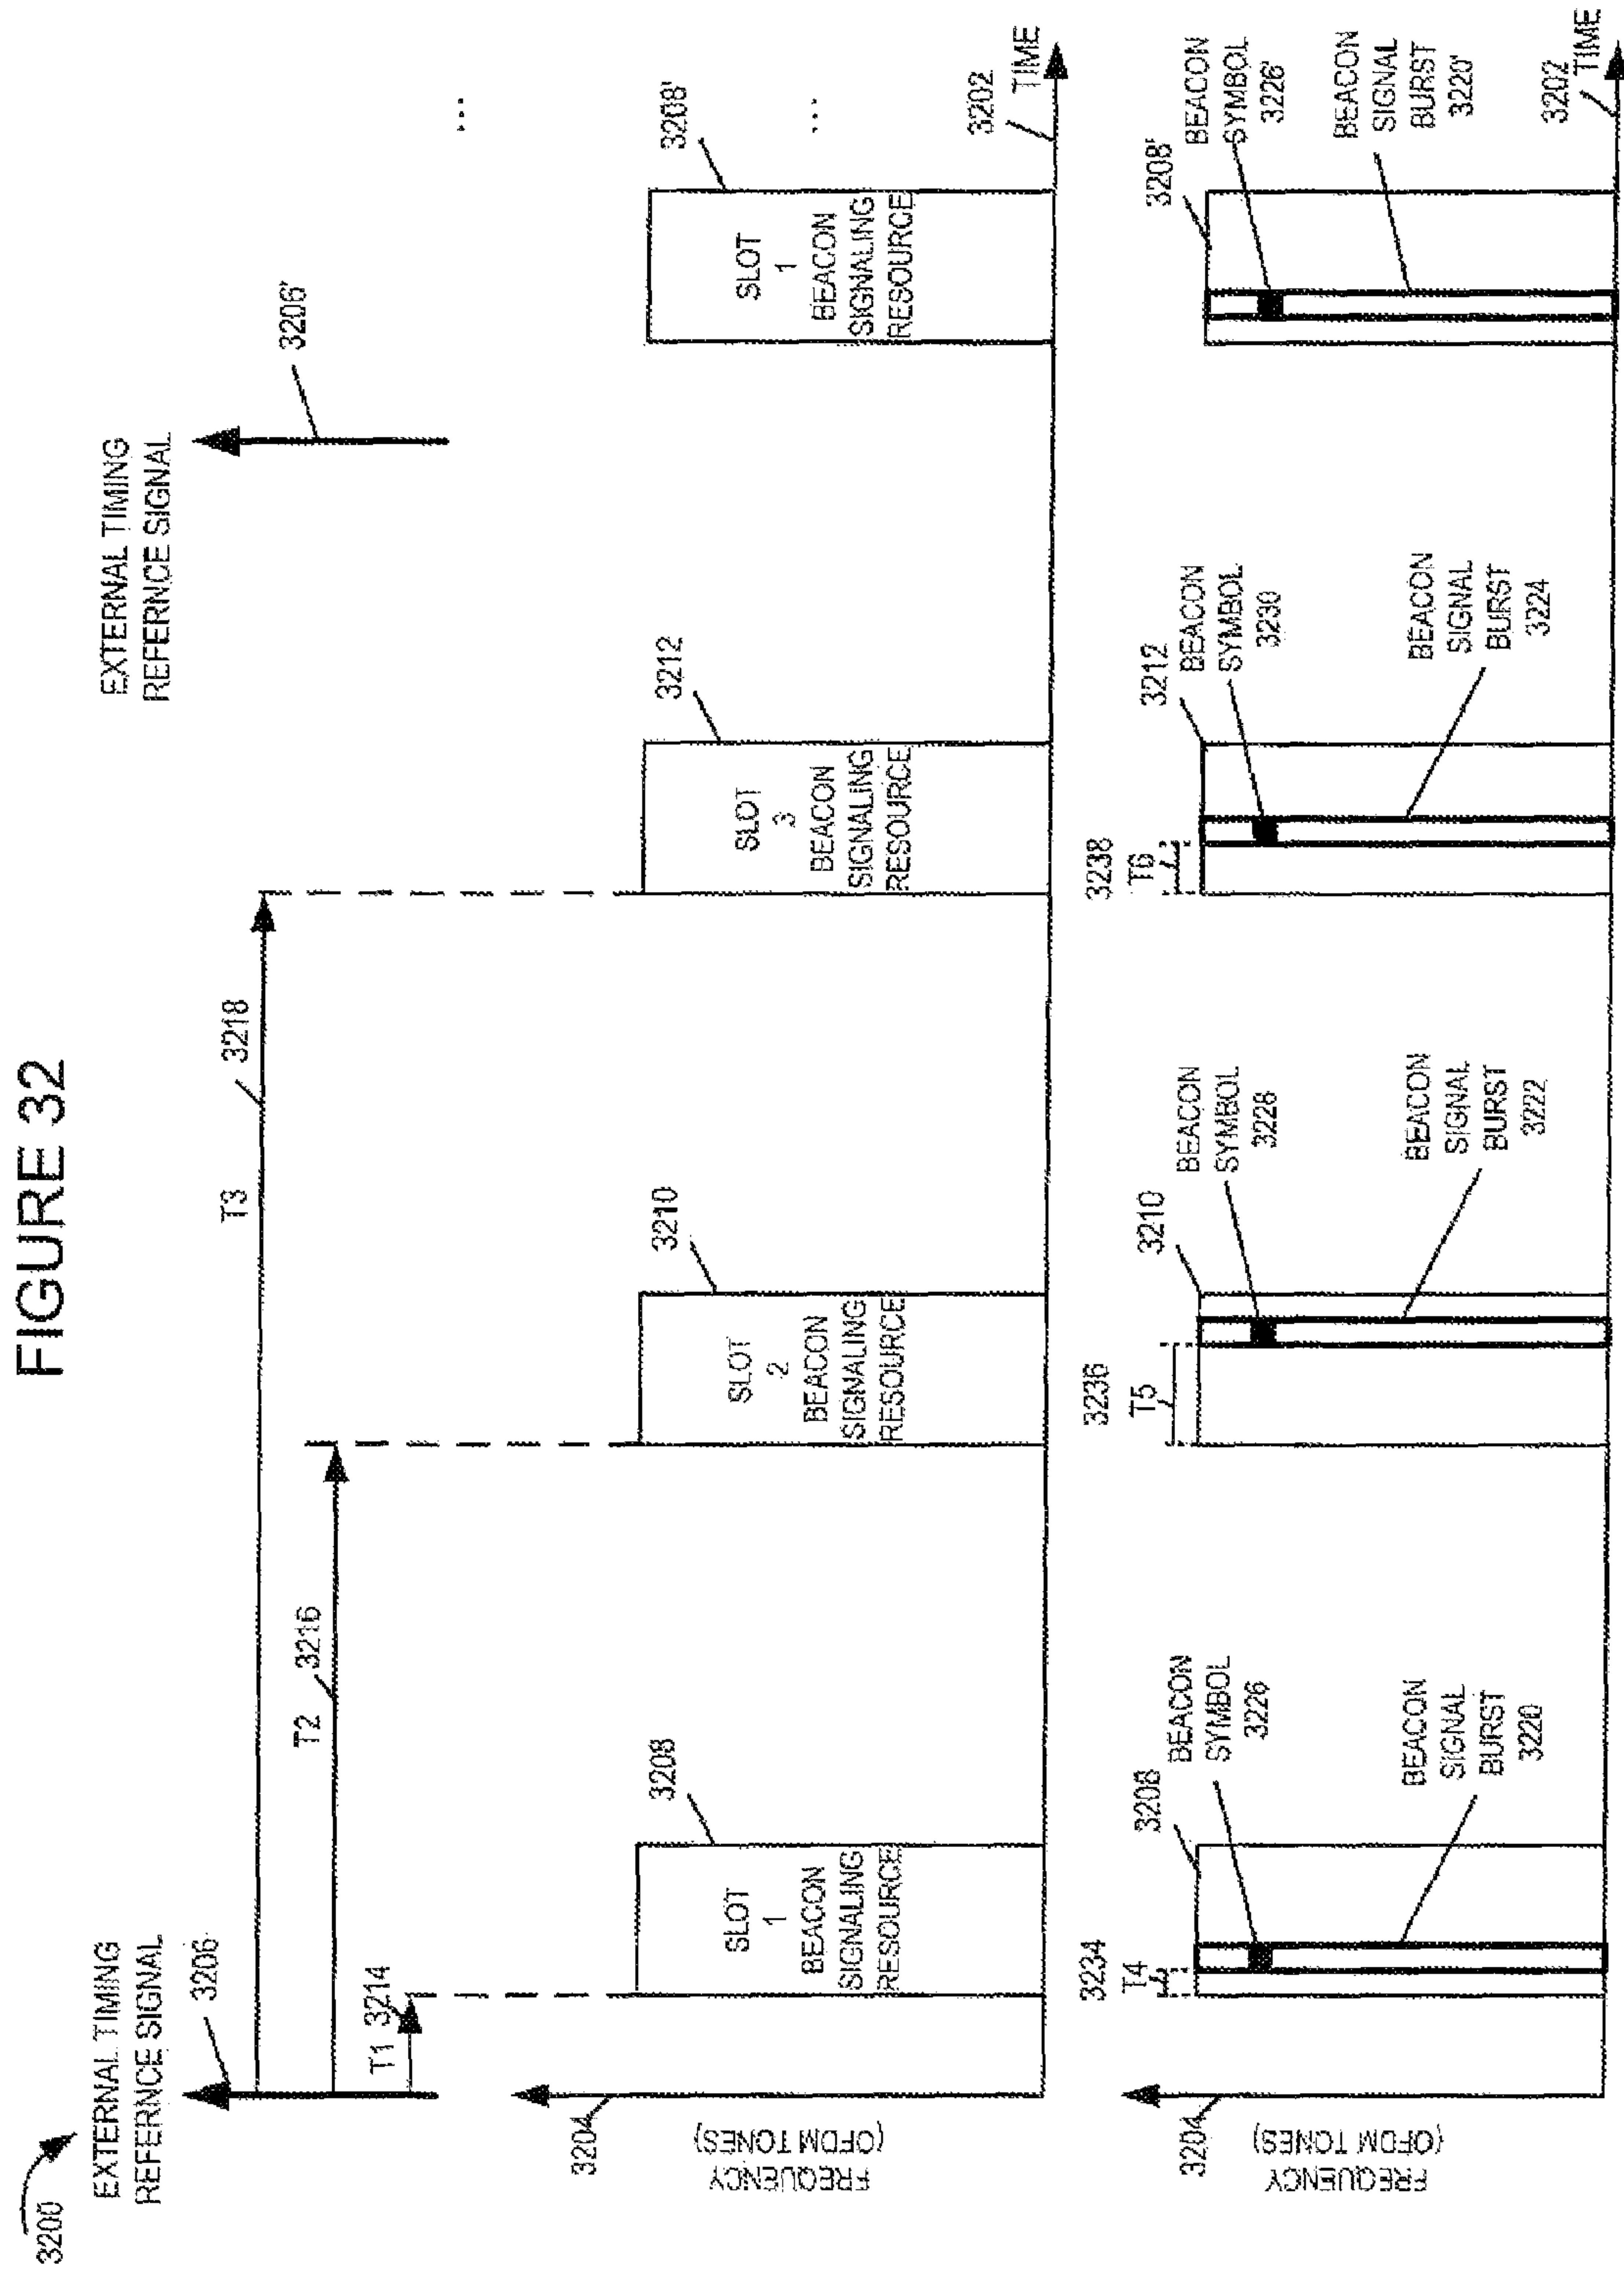 FIGURE 32
3200
EXTERNAL TIMING
REFERNCE SIGNAL
3206
EXTERNAL TIMING
REFERNCE SIGNAL
3206'
T3
3218
T2
3216
T1
3214
...
3204
FREQUENCY
(OFDM TONES)
SLOT
1
BEACON
SIGNALING
RESOURCE
3208
SLOT
2
BEACON
SIGNALING
RESOURCE
3210
SLOT
3
BEACON
SIGNALING
RESOURCE
3212
SLOT
1
BEACON
SIGNALING
RESOURCE
3208'
...
3202
TIME
3204
FREQUENCY
(OFDM TONES)
3234
T4
3208
BEACON
SYMBOL
3226
BEACON
SIGNAL
BURST
3220
3236
T5
3210
BEACON
SYMBOL
3228
BEACON
SIGNAL
BURST
3222
3238
T6
3212
BEACON
SYMBOL
3230
BEACON
SIGNAL
BURST
3224
3208'
BEACON
SYMBOL
3226'
BEACON
SIGNAL
BURST
3220'
3202
TIME